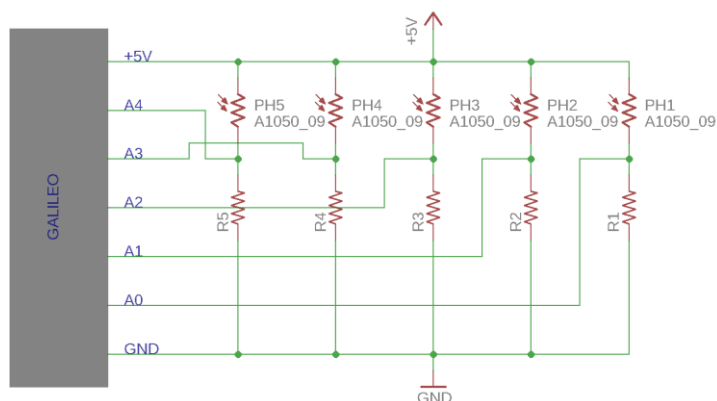 +5V
+5V
A4
PH5
A1050_09
PH4
A1050_09
PH3
A1050_09
PH2
A1050_09
PH1
A1050_09
A3
GALILEO
A2
R5
R4
R3
R2
R1
A1
A0
GND
GND